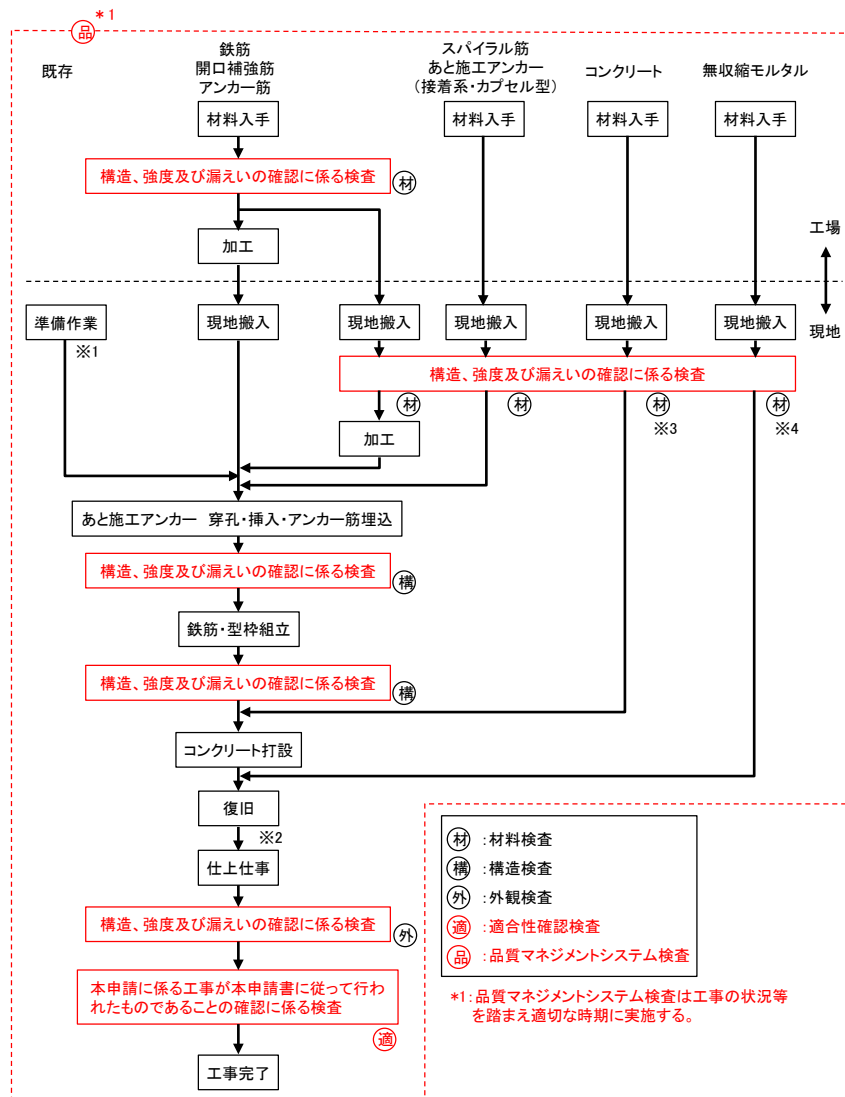 品
*1
既存
鉄筋
開口補強筋
アンカー筋
スパイラル筋
あと施工アンカー
(接着系・カプセル型)
コンクリート
無収縮モルタル
材料入手
材料入手
材料入手
材料入手
構造、強度及び漏えいの確認に係る検査
材
加工
工場
現地
準備作業
※1
現地搬入
現地搬入
現地搬入
現地搬入
現地搬入
構造、強度及び漏えいの確認に係る検査
材
材
材
※3
材
※4
加工
あと施工アンカー 穿孔・挿入・アンカー筋埋込
構造、強度及び漏えいの確認に係る検査
構
鉄筋・型枠組立
構造、強度及び漏えいの確認に係る検査
構
コンクリート打設
復旧
※2
仕上仕事
構造、強度及び漏えいの確認に係る検査
外
本申請に係る工事が本申請書に従って行わ
れたものであることの確認に係る検査
適
工事完了
材 :材料検査
構 :構造検査
外 :外観検査
適 :適合性確認検査
品 :品質マネジメントシステム検査
*1:品質マネジメントシステム検査は工事の状況等
を踏まえ適切な時期に実施する。